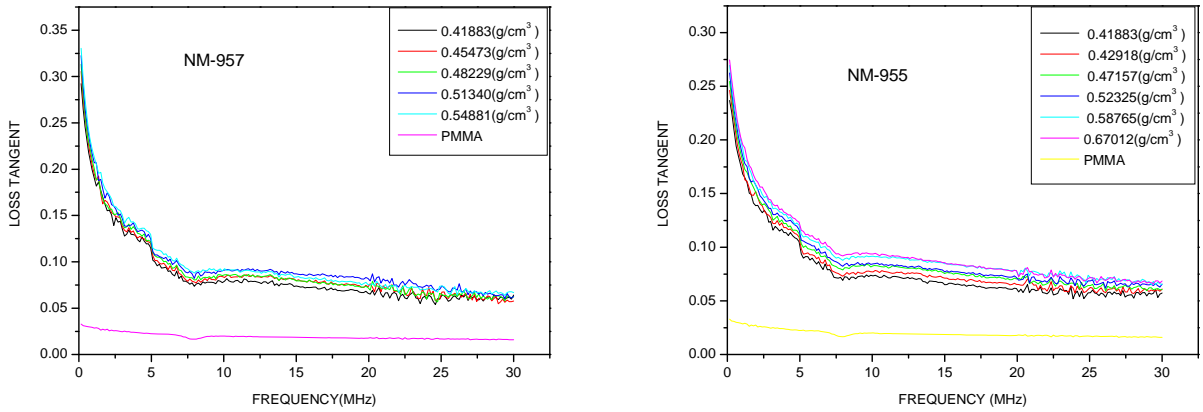 NM-957
0.41883(g/cm³ )
0.45473(g/cm³ )
0.48229(g/cm³ )
0.51340(g/cm³ )
0.54881(g/cm³ )
PMMA
LOSS TANGENT
0.35
0.30
0.25
0.20
0.15
0.10
0.05
0.00
0 5 10 15 20 25 30
FREQUENCY(MHz)
NM-955
0.41883(g/cm³ )
0.42918(g/cm³ )
0.47157(g/cm³ )
0.52325(g/cm³ )
0.58765(g/cm³ )
0.67012(g/cm³ )
PMMA
LOSS TANGENT
0.30
0.25
0.20
0.15
0.10
0.05
0.00
0 5 10 15 20 25 30
FREQUENCY (MHz)